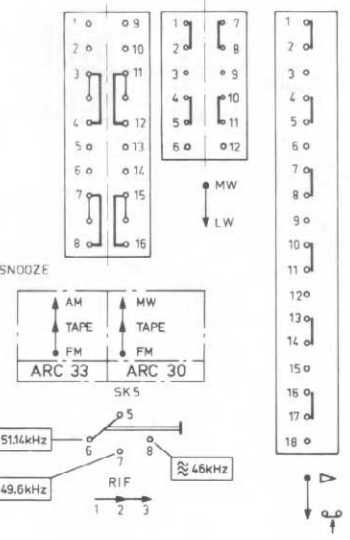 1 9
2 10
3 11
4 12
5 13
6 14
7 15
8 16
1 7
2 8
3 9
4 10
5 11
6 12
MW
LW
1
2
3
4
5
6
7
8
9
10
11
12
13
14
15
16
17
18
SNOOZE
AM MW
TAPE TAPE
FM FM
ARC 33 ARC 30
SK5
5
51.14kHz
6
7
8
≈46kHz
49.6kHz
RIF
1 2 3